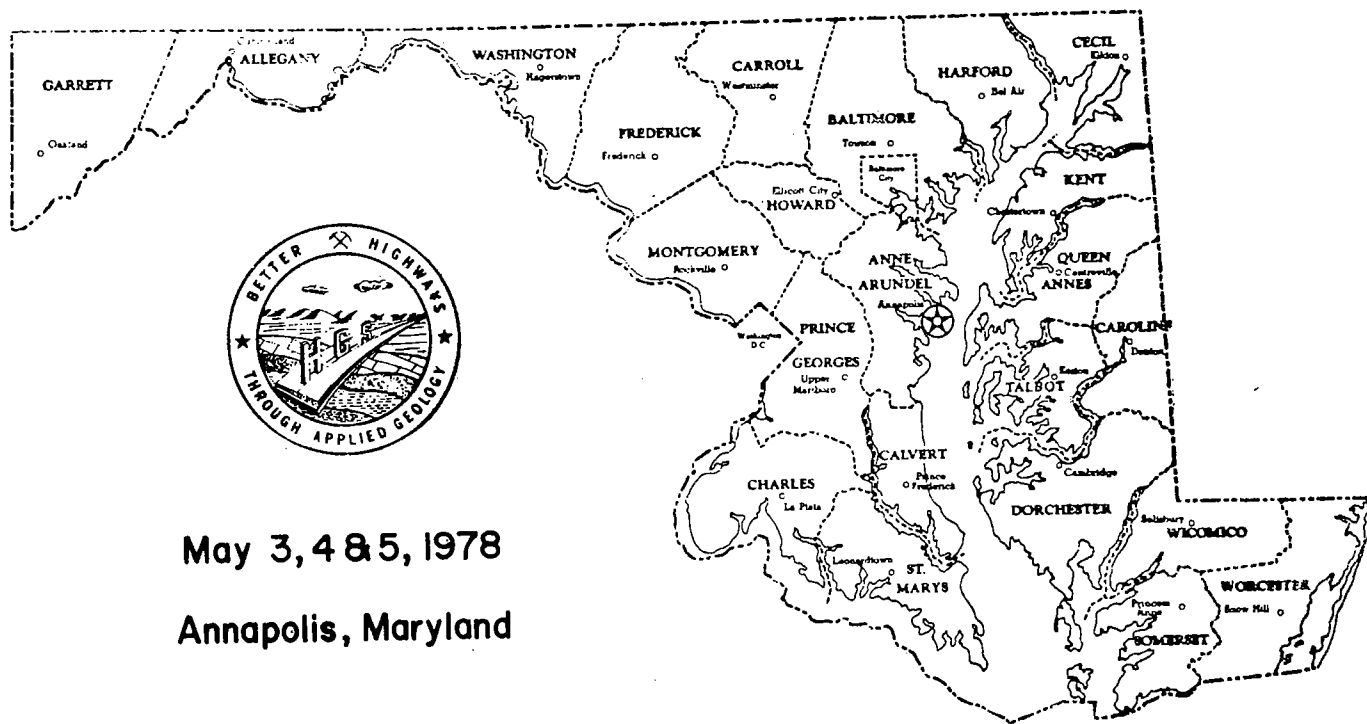 GARRETT
Oakland
Cumberland
ALLEGANY
WASHINGTON
Hagerstown
FREDERICK
Frederick
CARROLL
Westminster
BALTIMORE
Towson
Baltimore
City
HARFORD
Bel Air
CECIL
Elkton
KENT
Chestertown
QUEEN
Centreville
ANNES
Ellicott City
HOWARD
MONTGOMERY
Rockville
ANNE
ARUNDEL
Annapolis
Washington
D.C
PRINCE
GEORGES
Upper
Marlboro
CAROLINE
Denton
Easton
TALBOT
CALVERT
Prince
Frederick
CHARLES
La Plata
Cambridge
DORCHESTER
Salisbury
WICOMICO
Leonardtown
ST.
MARYS
WORCESTER
Snow Hill
Princess
Anne
SOMERSET
BETTER HIGHWAYS
THROUGH APPLIED GEOLOGY
H G S
May 3, 4 & 5, 1978
Annapolis, Maryland